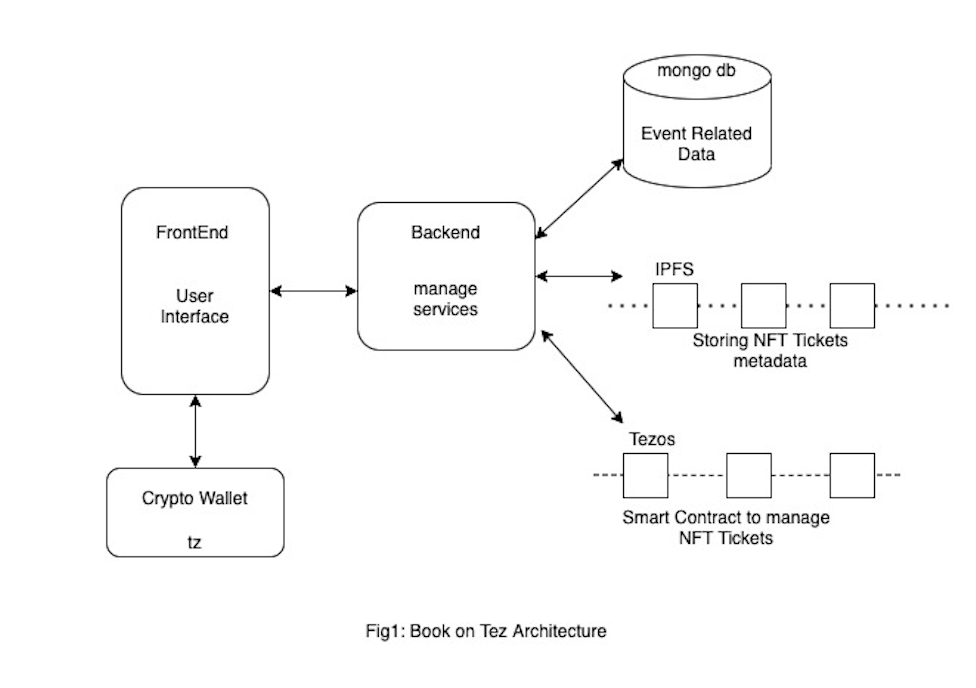 mongo db
Event Related
Data
FrontEnd
User
Interface
Backend
manage
services
IPFS
Storing NFT Tickets
metadata
Tezos
Smart Contract to manage
NFT Tickets
Crypto Wallet
tz
Fig1: Book on Tez Architecture